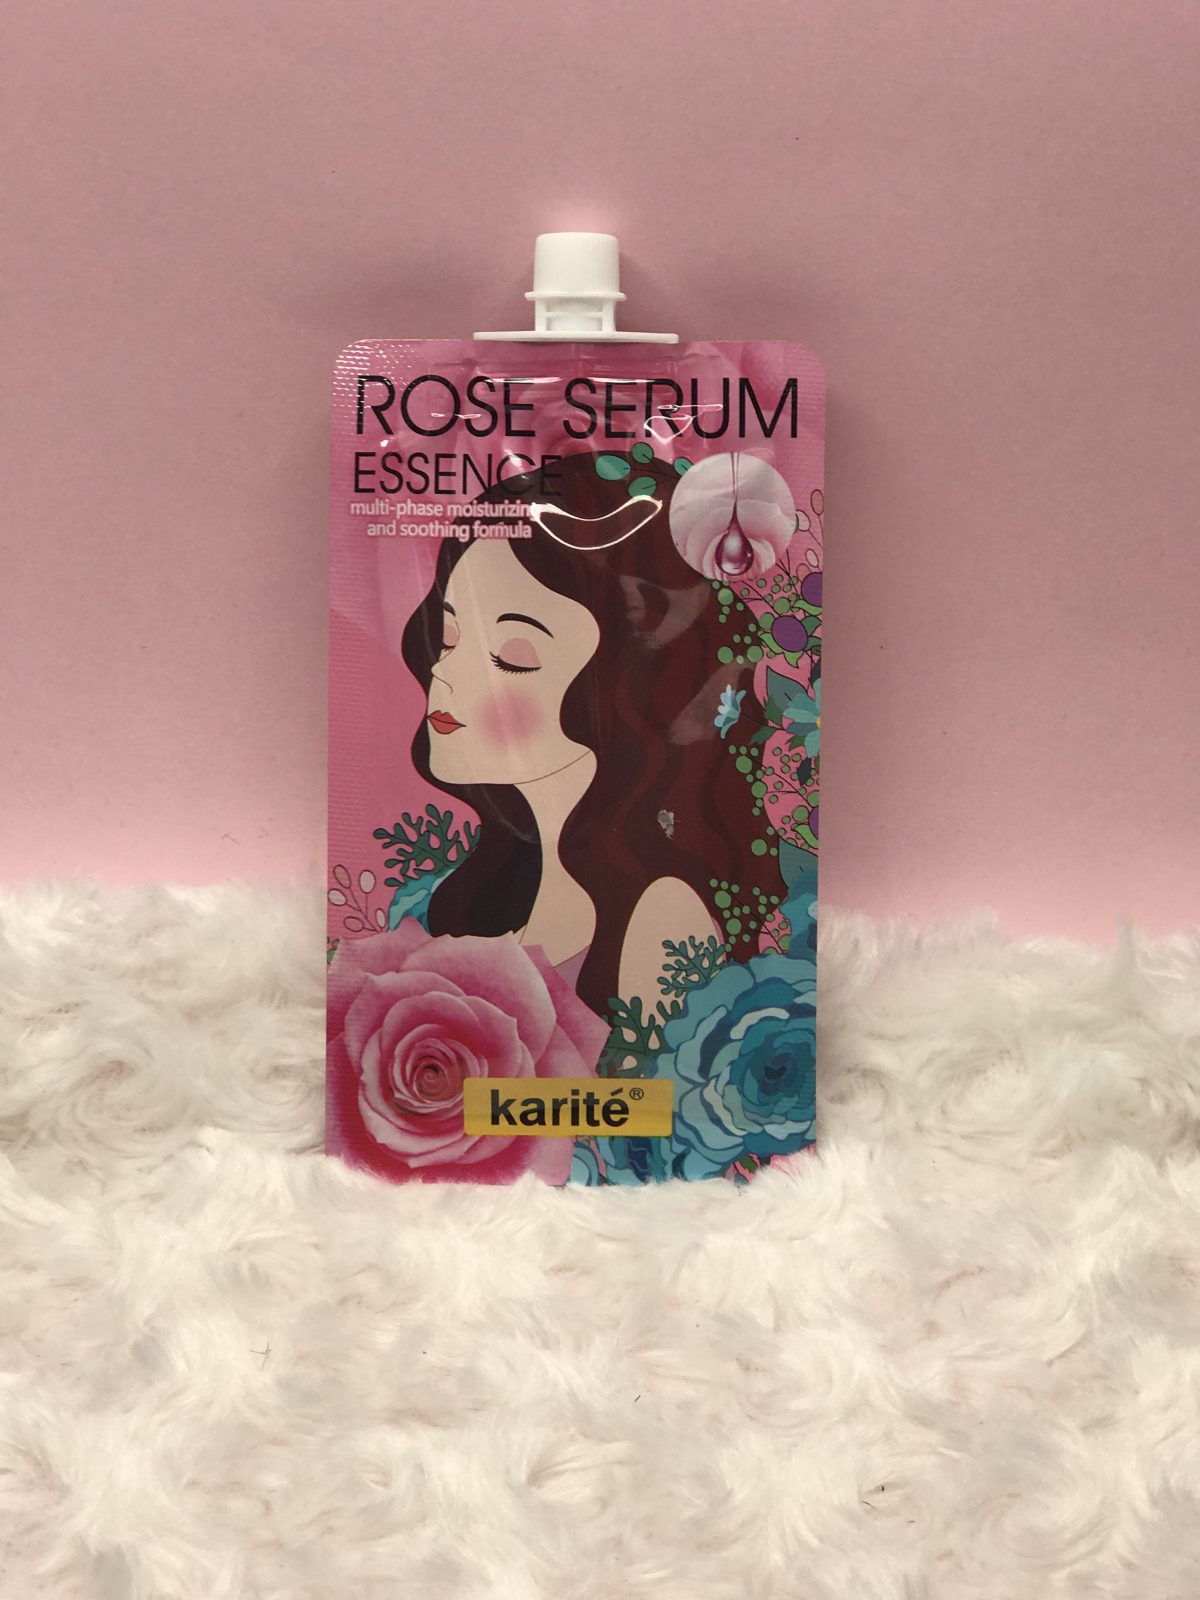 ROSE SERUM
ESSENCE
multi-phase moisturizing
and soothing formula
karité®